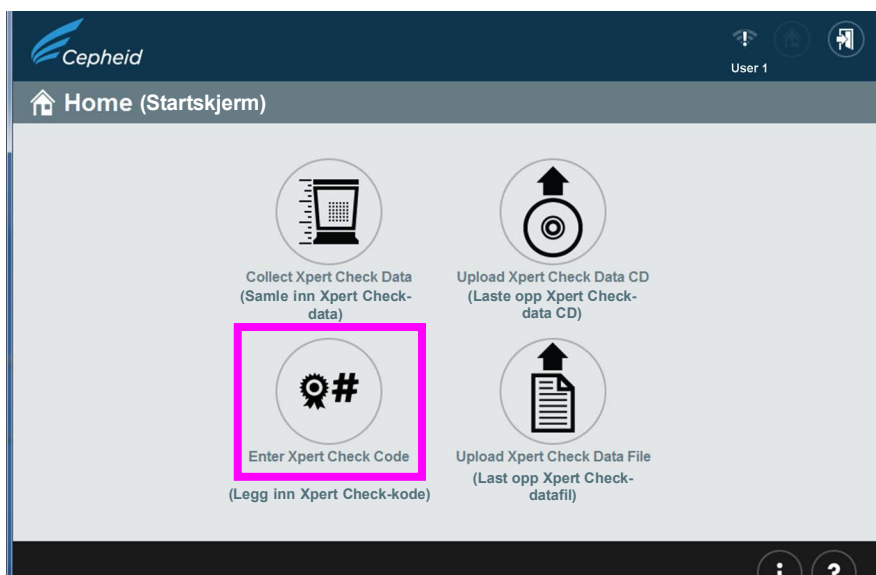 Cepheid
User 1
Home (Startskjerm)
Collect Xpert Check Data
(Samle inn Xpert Check-
data)
Upload Xpert Check Data CD
(Laste opp Xpert Check-
data CD)
#
Enter Xpert Check Code
(Legg inn Xpert Check-kode)
Upload Xpert Check Data File
(Last opp Xpert Check-
datafil)
i ?